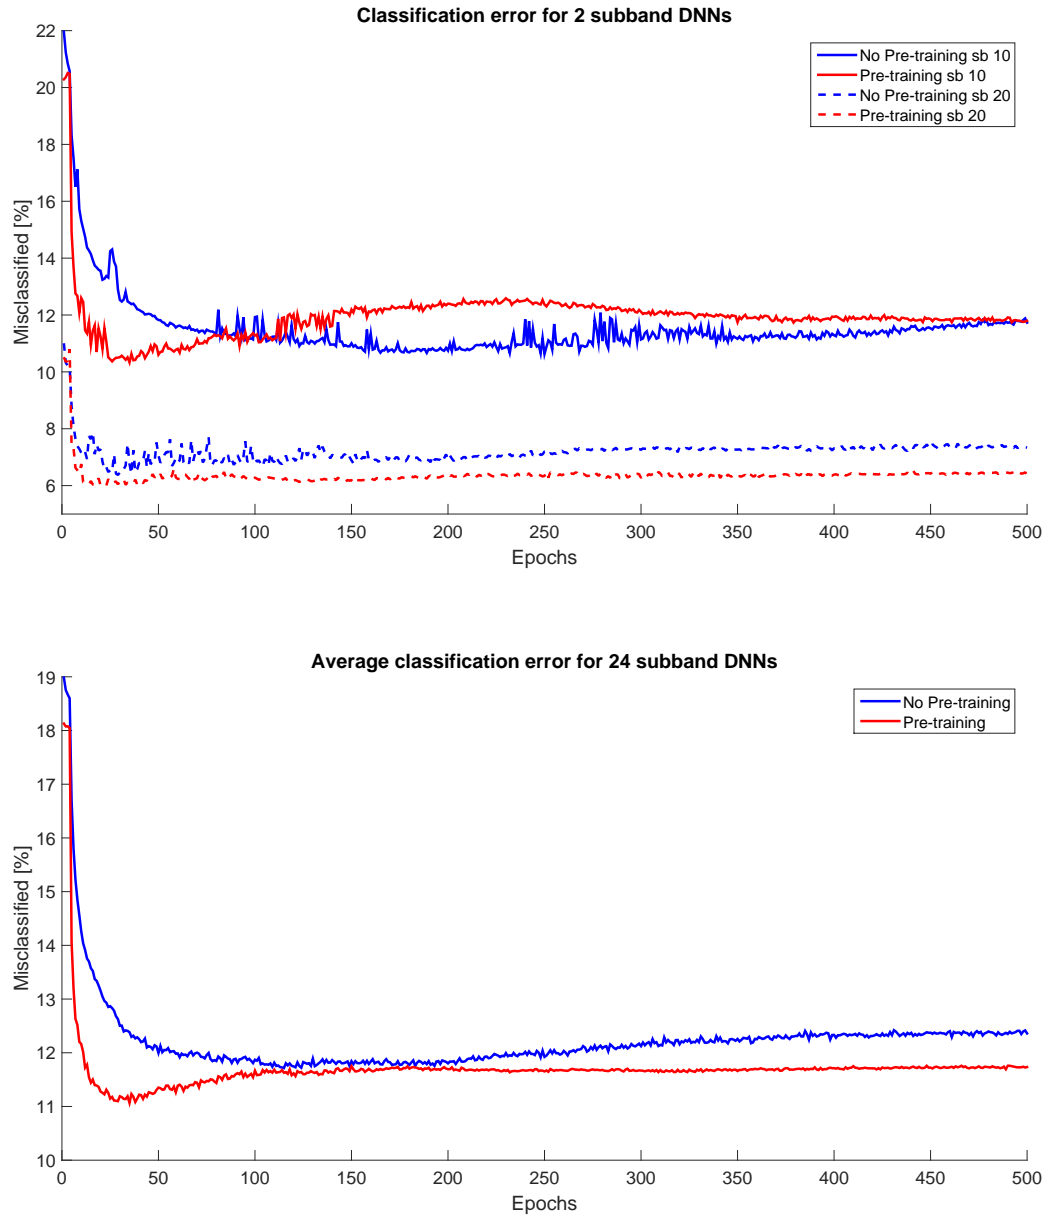 Classification error for 2 subband DNNs
22
20
18
16
14
12
10
8
6
Misclassified [%]
No Pre-training sb 10
Pre-training sb 10
No Pre-training sb 20
Pre-training sb 20
0 50 100 150 200 250 300 350 400 450 500
Epochs
Average classification error for 24 subband DNNs
19
18
17
16
15
14
13
12
11
10
Misclassified [%]
No Pre-training
Pre-training
0 50 100 150 200 250 300 350 400 450 500
Epochs